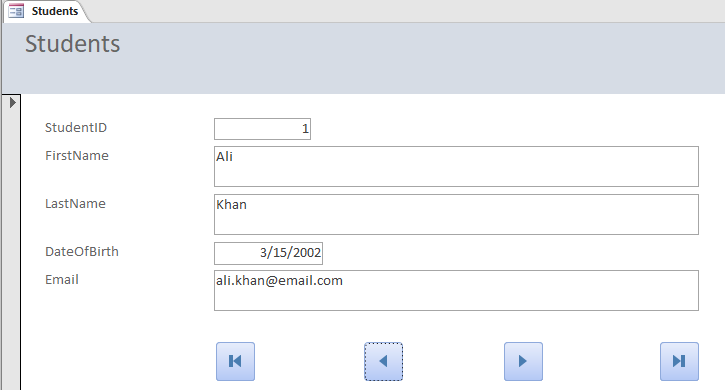 Students
Students
StudentID 1
FirstName Ali
LastName Khan
DateOfBirth 3/15/2002
Email ali.khan@email.com